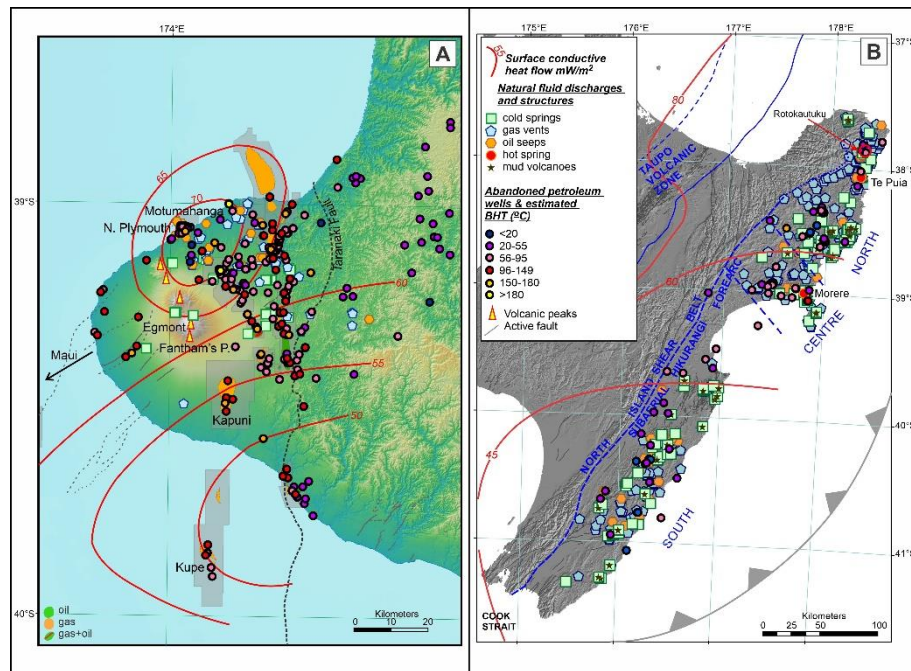 174°E
A
39°S
40°S
65
70
60
55
50
Motumahanga
N. Plymouth
Taranaki Fault
Egmont
Fantham's P.
Maui
Kapuni
Kupe
oil
gas
gas+oil
Kilometers
0 10 20
175°E
176°E
177°E
178°E
37°S
B
38°S
39°S
40°S
41°S
55
Surface conductive
heat flow mW/m²
Natural fluid discharges
and structures
cold springs
gas vents
oil seeps
hot spring
mud volcanoes
Abandoned petroleum
wells & estimated
BHT (ºC)
<20
20-55
56-95
96-149
150-180
>180
Volcanic peaks
Active fault
80
60
45
TAUPO
VOLCANIC
ZONE
Rotokautuku
Te Puia
Morere
NORTH
CENTRE
SOUTH
NORTH ISLAND SHEAR BELT
SUBAERIAL HIKURANGI FOREARC
COOK
STRAIT
Kilometers
0 25 50 100